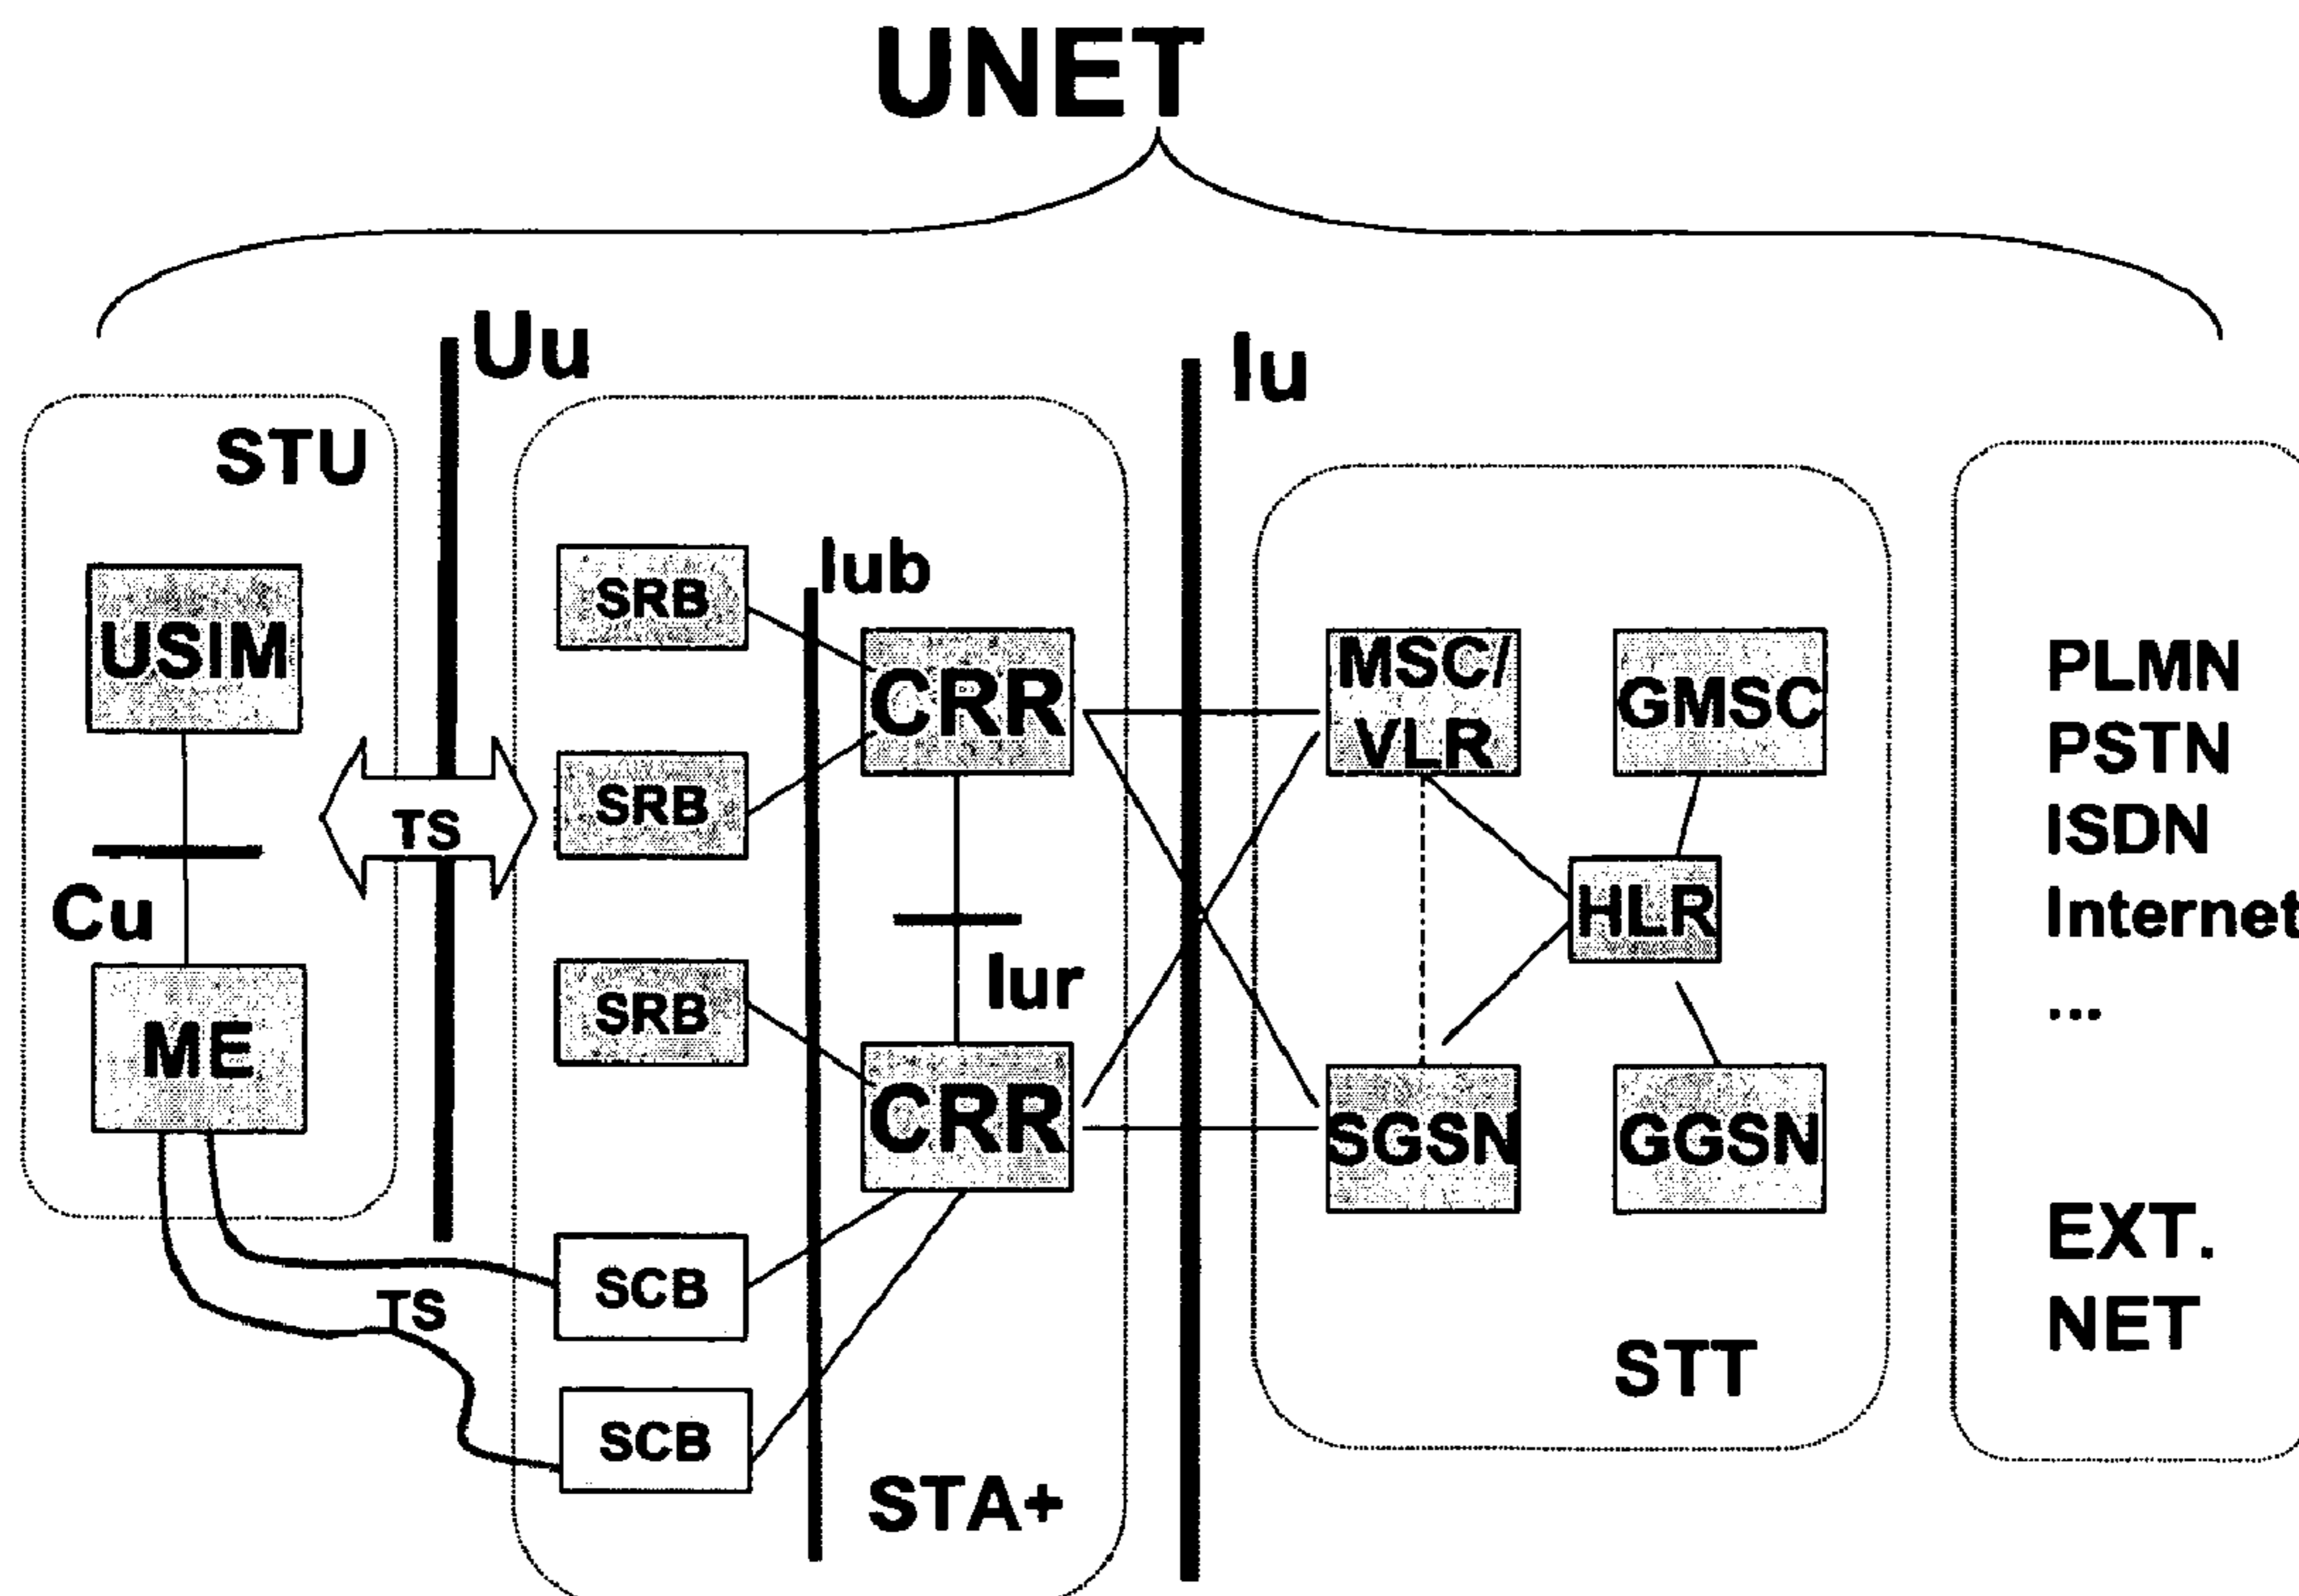 UNET
Uu
Iu
STU
USIM
Cu
ME
TS
TS
SRB
SRB
SRB
SCB
SCB
Iub
CRR
Iur
CRR
STA+
MSC/
VLR
GMSC
HLR
SGSN
GGSN
STT
PLMN
PSTN
ISDN
Internet
...
EXT.
NET